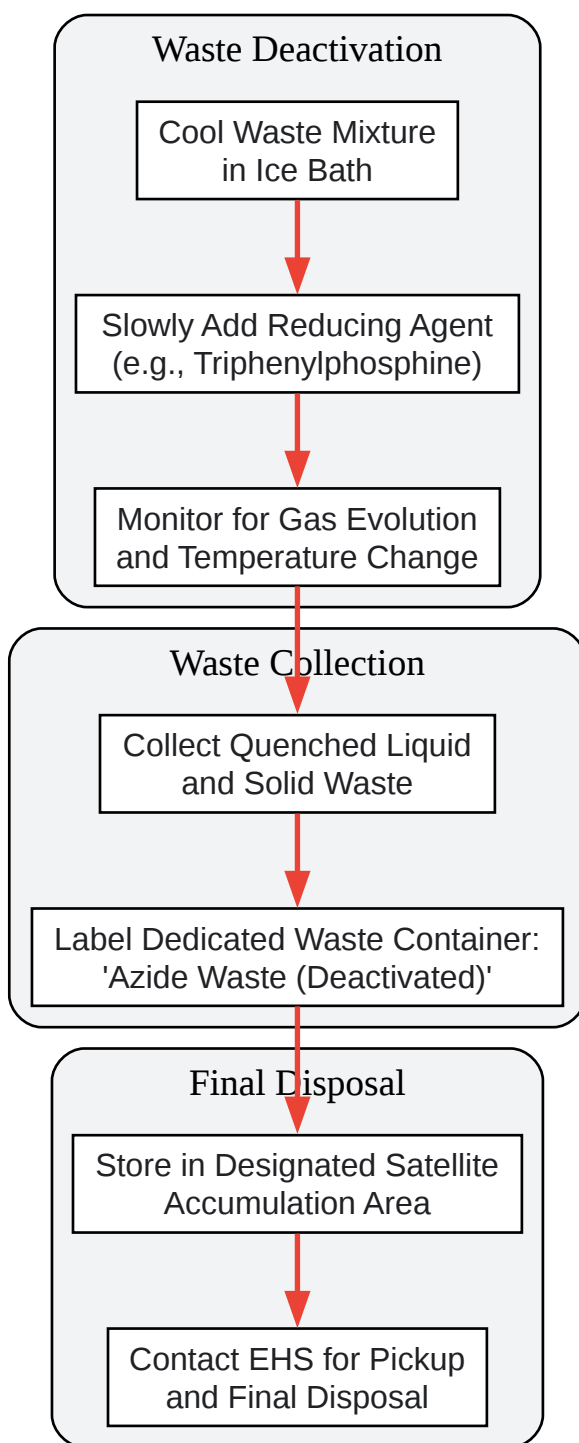 Waste Deactivation
Cool Waste Mixture
in Ice Bath
Slowly Add Reducing Agent
(e.g., Triphenylphosphine)
Monitor for Gas Evolution
and Temperature Change
Waste Collection
Collect Quenched Liquid
and Solid Waste
Label Dedicated Waste Container:
'Azide Waste (Deactivated)'
Final Disposal
Store in Designated Satellite
Accumulation Area
Contact EHS for Pickup
and Final Disposal